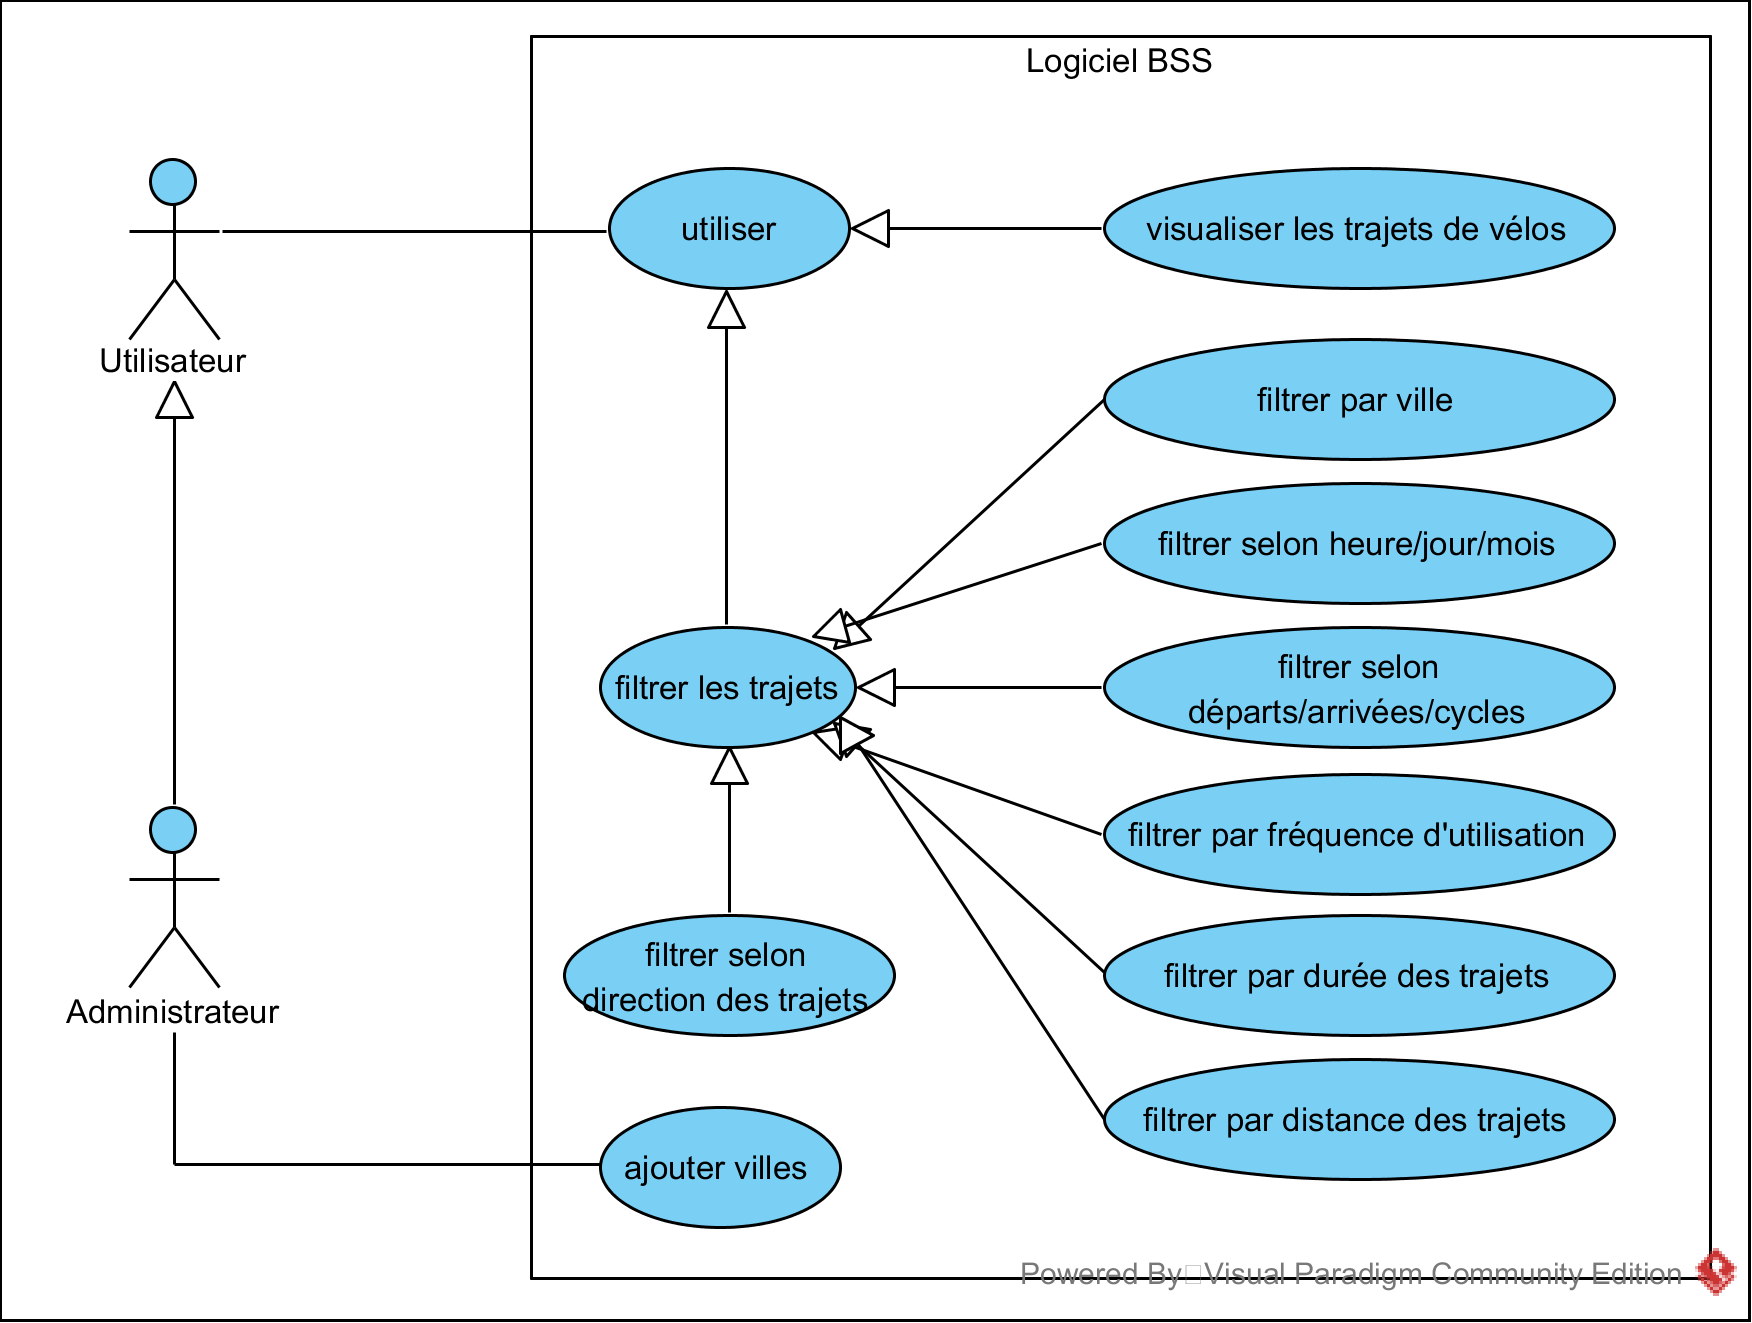 Logiciel BSS
Utilisateur
utiliser
visualiser les trajets de vélos
filtrer par ville
filtrer selon heure/jour/mois
filtrer les trajets
filtrer selon
départs/arrivées/cycles
filtrer par fréquence d'utilisation
filtrer selon
direction des trajets
filtrer par durée des trajets
Administrateur
filtrer par distance des trajets
ajouter villes
Powered By Visual Paradigm Community Edition